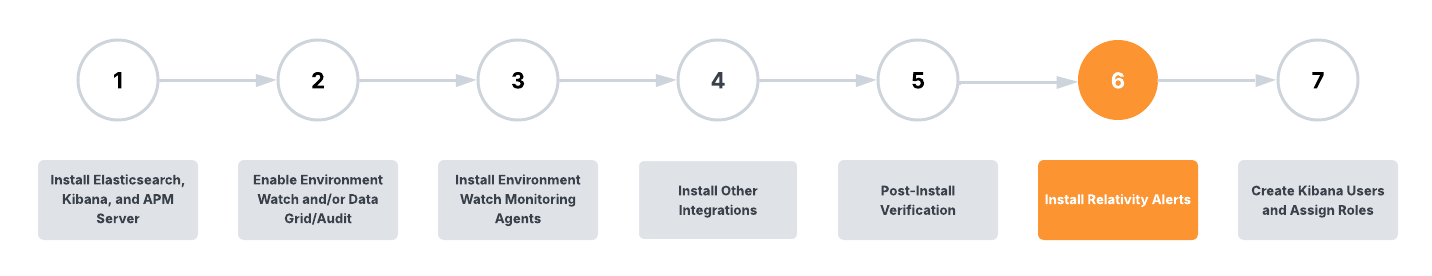 1
2
3
4
5
6
7
Install Elasticsearch,
Kibana, and APM
Server
Enable Environment
Watch and/or Data
Grid/Audit
Install Environment
Watch Monitoring
Agents
Install Other
Integrations
Post-Install
Verification
Install Relativity Alerts
Create Kibana Users
and Assign Roles